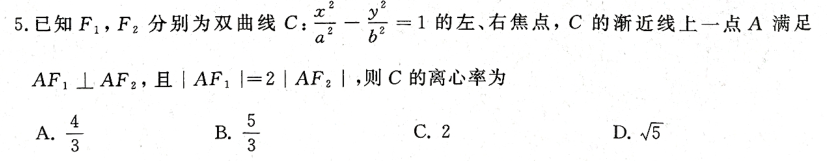 5.已知 F₁,F₂ 分别为双曲线 C:x²/a² − y²/b² = 1 的左、右焦点,C 的渐近线上一点 A 满足
AF₁⊥AF₂,且|AF₁|=2|AF₂|,则 C 的离心率为
A. 4/3 B. 5/3 C. 2 D. √5